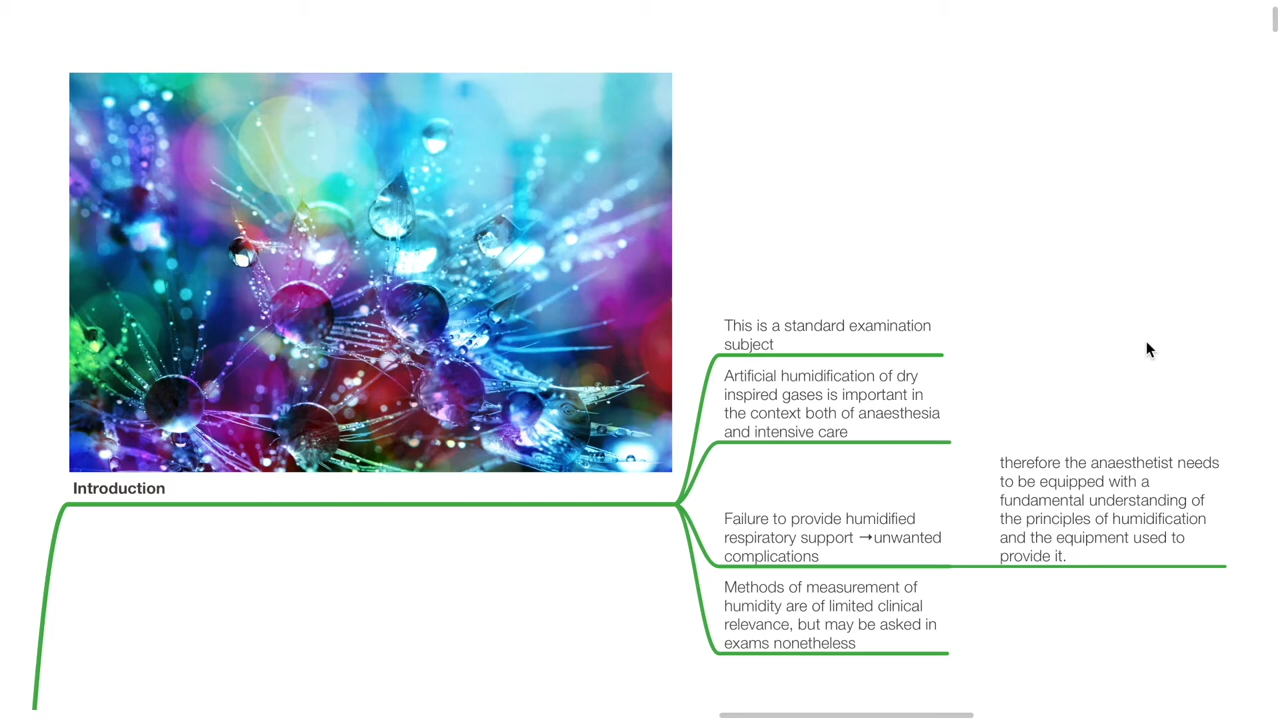 This is a standard examination
subject
Artificial humidification of dry
inspired gases is important in
the context both of anaesthesia
and intensive care
Introduction
Failure to provide humidified
respiratory support →unwanted
complications
therefore the anaesthetist needs
to be equipped with a
fundamental understanding of
the principles of humidification
and the equipment used to
provide it.
Methods of measurement of
humidity are of limited clinical
relevance, but may be asked in
exams nonetheless